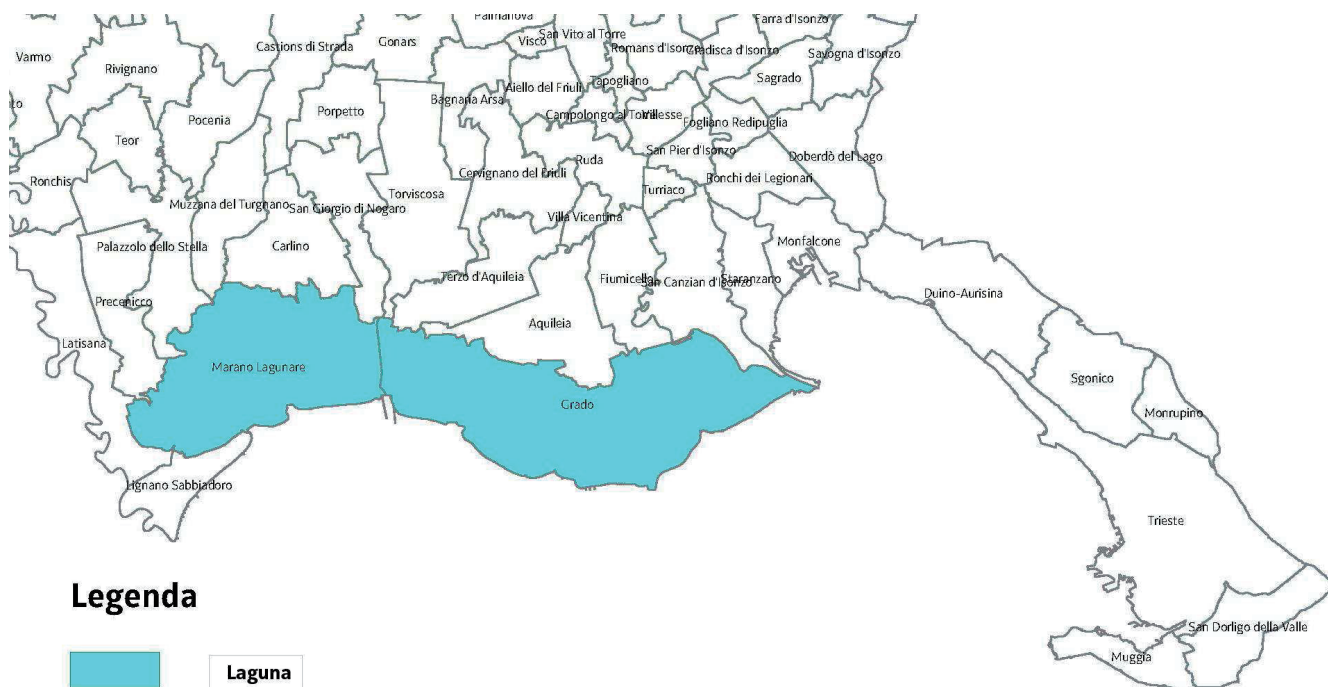 Palmanova
Farra d'Isonzo
San Vito al Torre
Visco
Gonars
Castions di Strada
Romans d'Isonzo
Gradisca d'Isonzo
Savogna d'Isonzo
Varmo
Rivignano
Sagrado
Tapogliano
Aiello del Friuli
Bagnaria Arsa
Porpetto
Pocenia
Campolongo al Torre
Villesse
Fogliano Redipuglia
Teor
San Pier d'Isonzo
Doberdò del Lago
Ruda
Cervignano del Friuli
Ronchi dei Legionari
Ronchis
Turriaco
Torviscosa
Muzzana del Turgnano
San Giorgio di Nogaro
Villa Vicentina
Palazzolo dello Stella
Carlino
Monfalcone
Terzo d'Aquileia
Fiumicello
San Canzian d'Isonzo
Staranzano
Duino-Aurisina
Precenicco
Aquileia
Latisana
Marano Lagunare
Sgonico
Grado
Monrupino
Lignano Sabbiadoro
Trieste
Legenda
San Dorligo della Valle
Muggia
Laguna